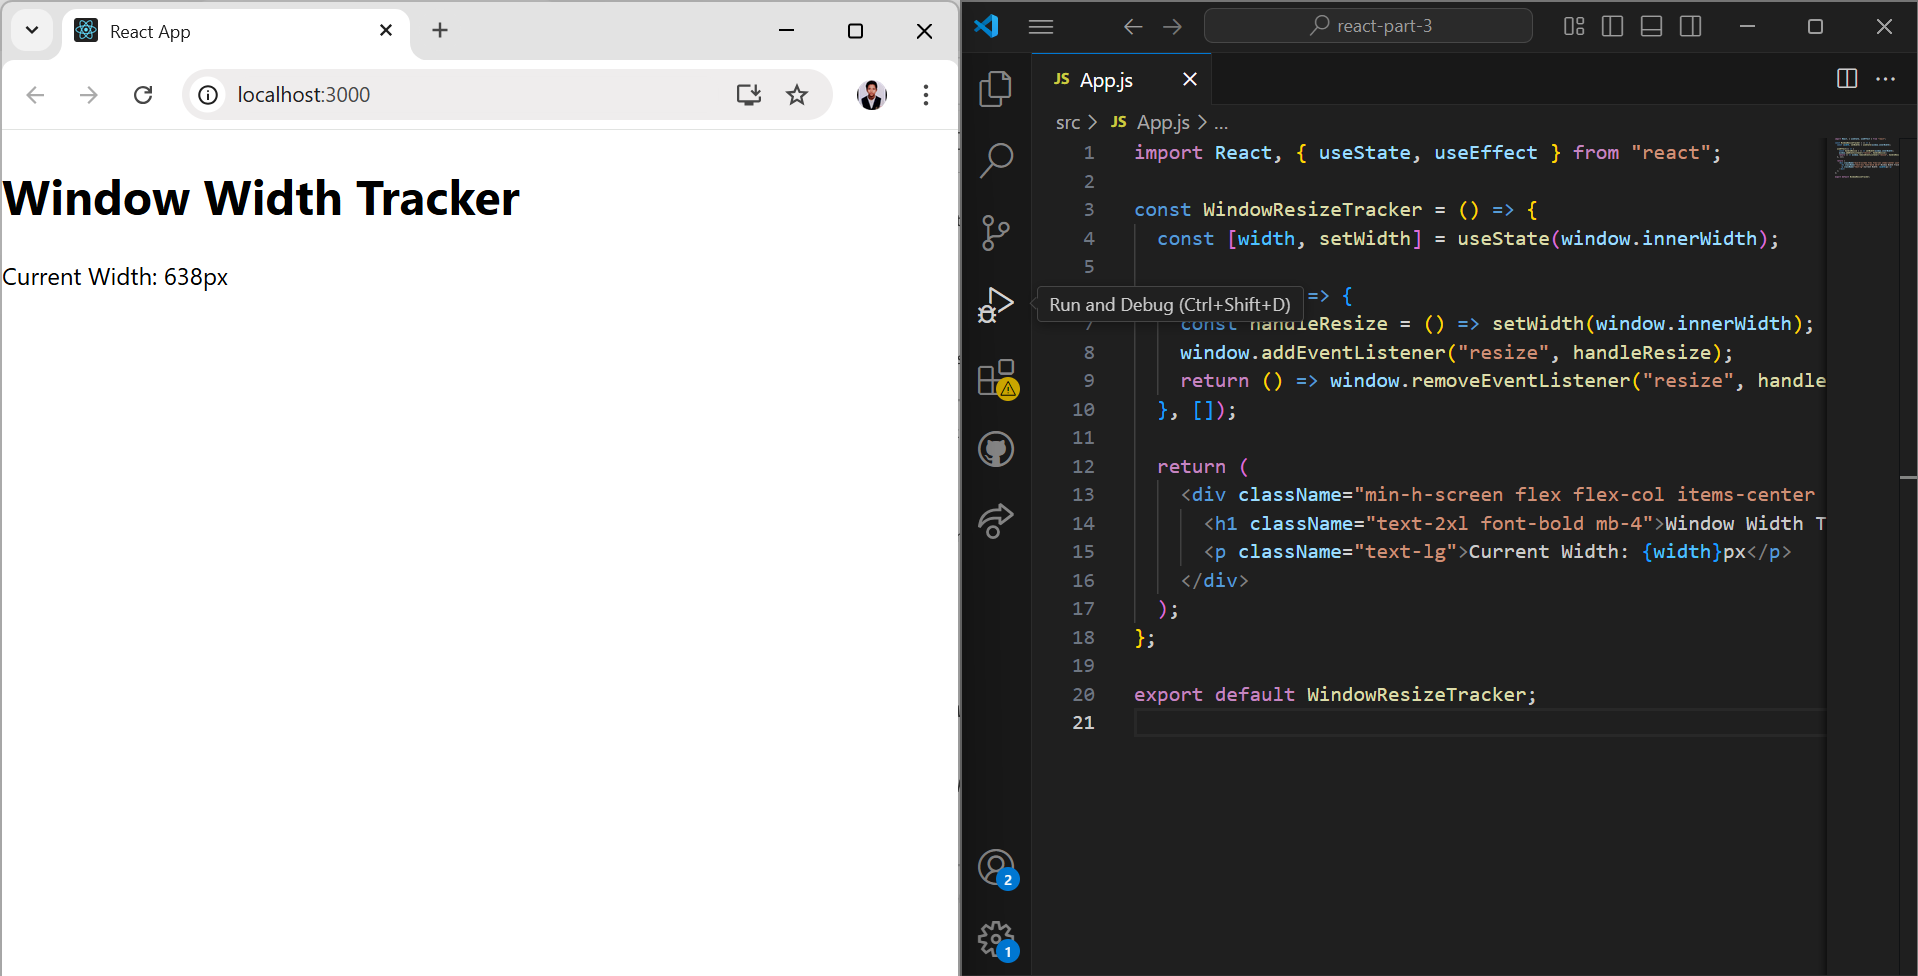 React App
localhost:3000
Window Width Tracker
Current Width: 638px
react-part-3
JS App.js
src > JS App.js > ...
1 import React, { useState, useEffect } from "react";
2
3 const WindowResizeTracker = () => {
4 const [width, setWidth] = useState(window.innerWidth);
5
=> {
Run and Debug (Ctrl+Shift+D)
7 const handleResize = () => setWidth(window.innerWidth);
8 window.addEventListener("resize", handleResize);
9 return () => window.removeEventListener("resize", handle
10 }, []);
11
12 return (
13 <div className="min-h-screen flex flex-col items-center
14 <h1 className="text-2xl font-bold mb-4">Window Width T
15 <p className="text-lg">Current Width: {width}px</p>
16 </div>
17 );
18 };
19
20 export default WindowResizeTracker;
21
2
1